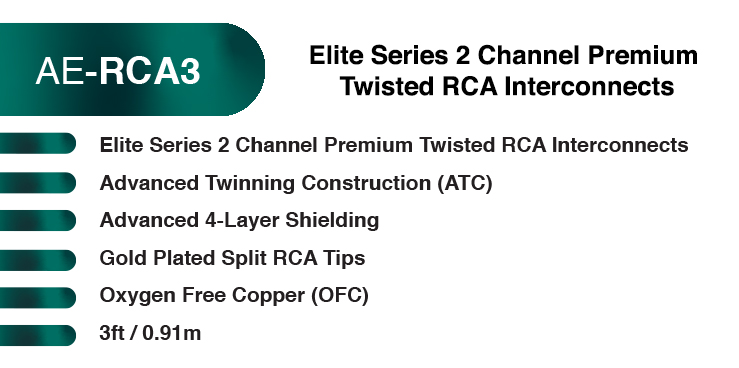 AE-RCA3
Elite Series 2 Channel Premium
Twisted RCA Interconnects
Elite Series 2 Channel Premium Twisted RCA Interconnects
Advanced Twinning Construction (ATC)
Advanced 4-Layer Shielding
Gold Plated Split RCA Tips
Oxygen Free Copper (OFC)
3ft / 0.91m